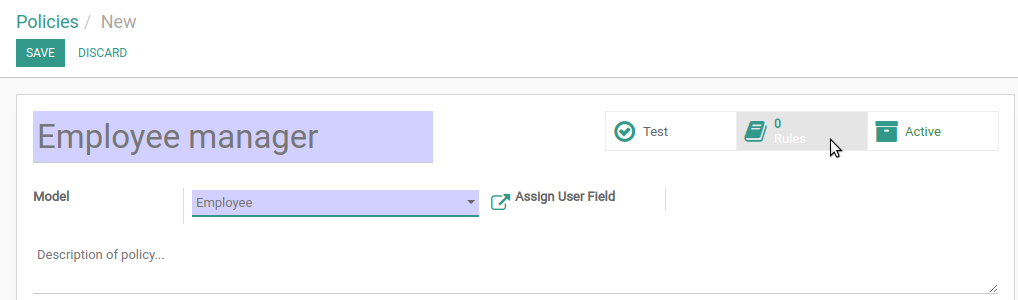 Policies / New
SAVE DISCARD
Employee manager
Test
0
Rules
Active
Model
Employee
Assign User Field
Description of policy...